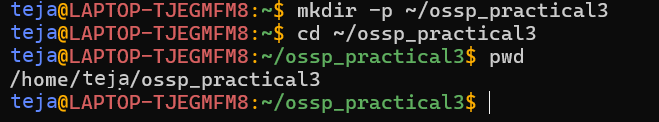 teja@LAPTOP-TJEGMFM8:~$ mkdir -p ~/ossp_practical3
teja@LAPTOP-TJEGMFM8:~$ cd ~/ossp_practical3
teja@LAPTOP-TJEGMFM8:~/ossp_practical3$ pwd
/home/teja/ossp_practical3
teja@LAPTOP-TJEGMFM8:~/ossp_practical3$